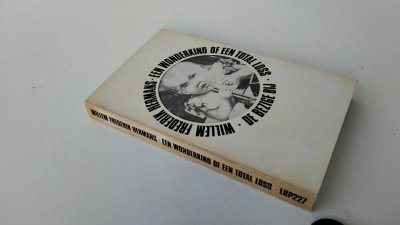 WILLEM FREDERIK HERMANS · EEN WONDERKIND OF EEN TOTAL LOSS · DE BEZIGE BIJ ·
WILLEM FREDERIK HERMANS · EEN WONDERKIND OF EEN TOTAL LOSS · LRP227